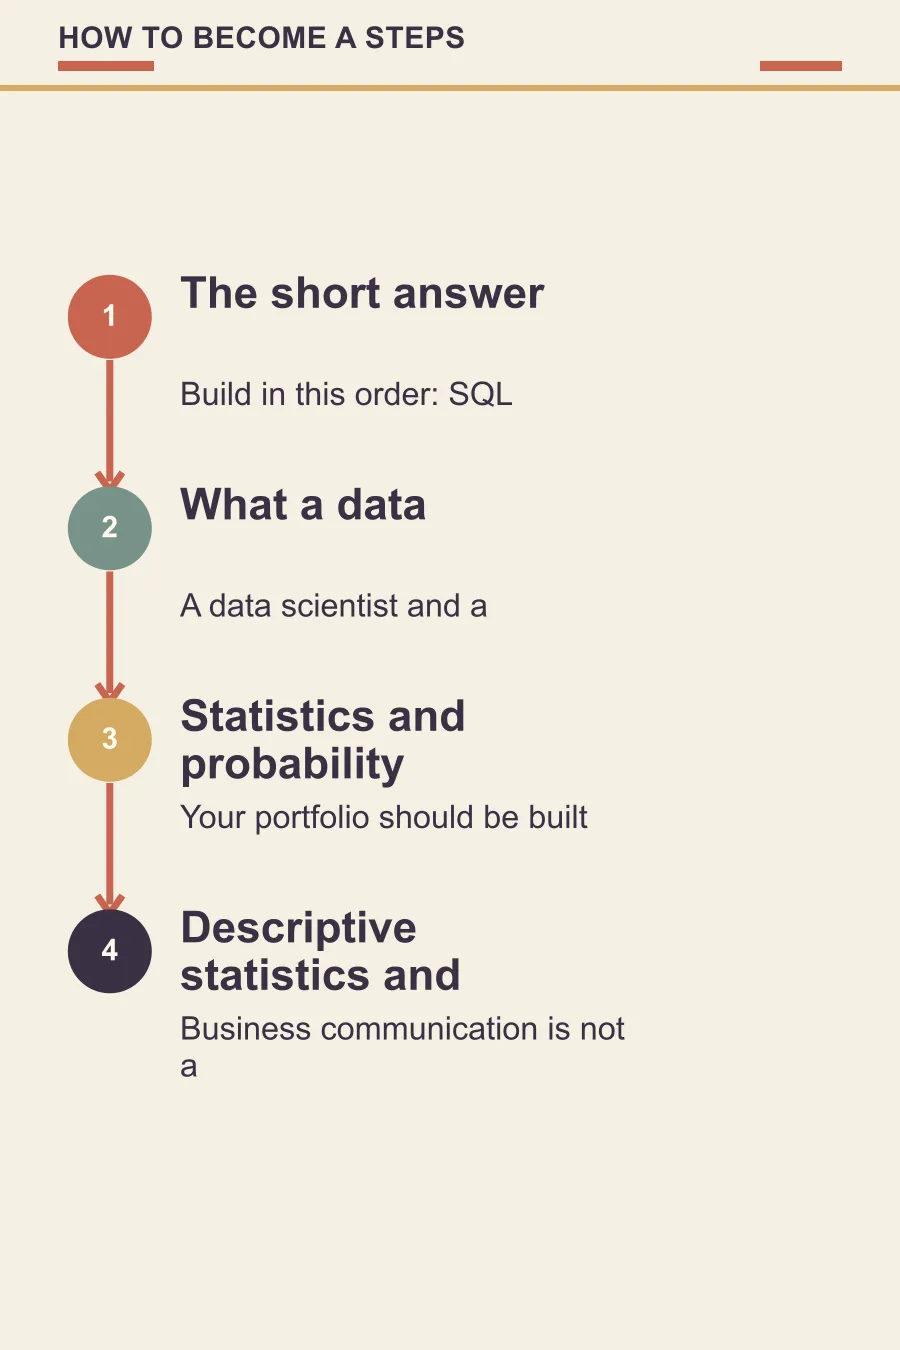 HOW TO BECOME A STEPS
1
The short answer
Build in this order: SQL
2
What a data
A data scientist and a
3
Statistics and
probability
Your portfolio should be built
4
Descriptive
statistics and
Business communication is not
a